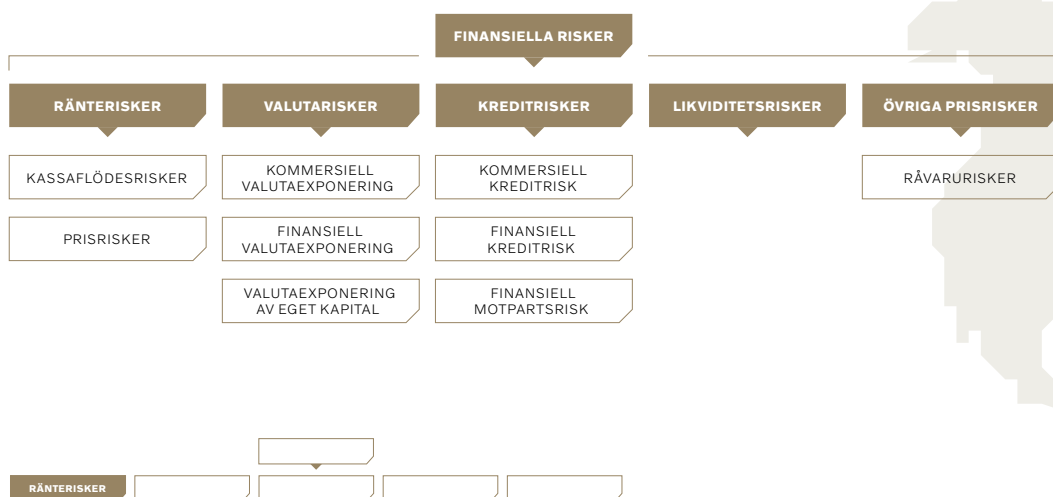 FINANSIELLA RISKER
RÄNTERISKER
VALUTARISKER
KREDITRISKER
LIKVIDITETSRISKER
ÖVRIGA PRISRISKER
KASSAFLÖDESRISKER
KOMMERSIELL
VALUTAEXPONERING
KOMMERSIELL
KREDITRISK
RÅVARURISKER
PRISRISKER
FINANSIELL
VALUTAEXPONERING
FINANSIELL
KREDITRISK
VALUTAEXPONERING
AV EGET KAPITAL
FINANSIELL
MOTPARTSRISK
RÄNTERISKER